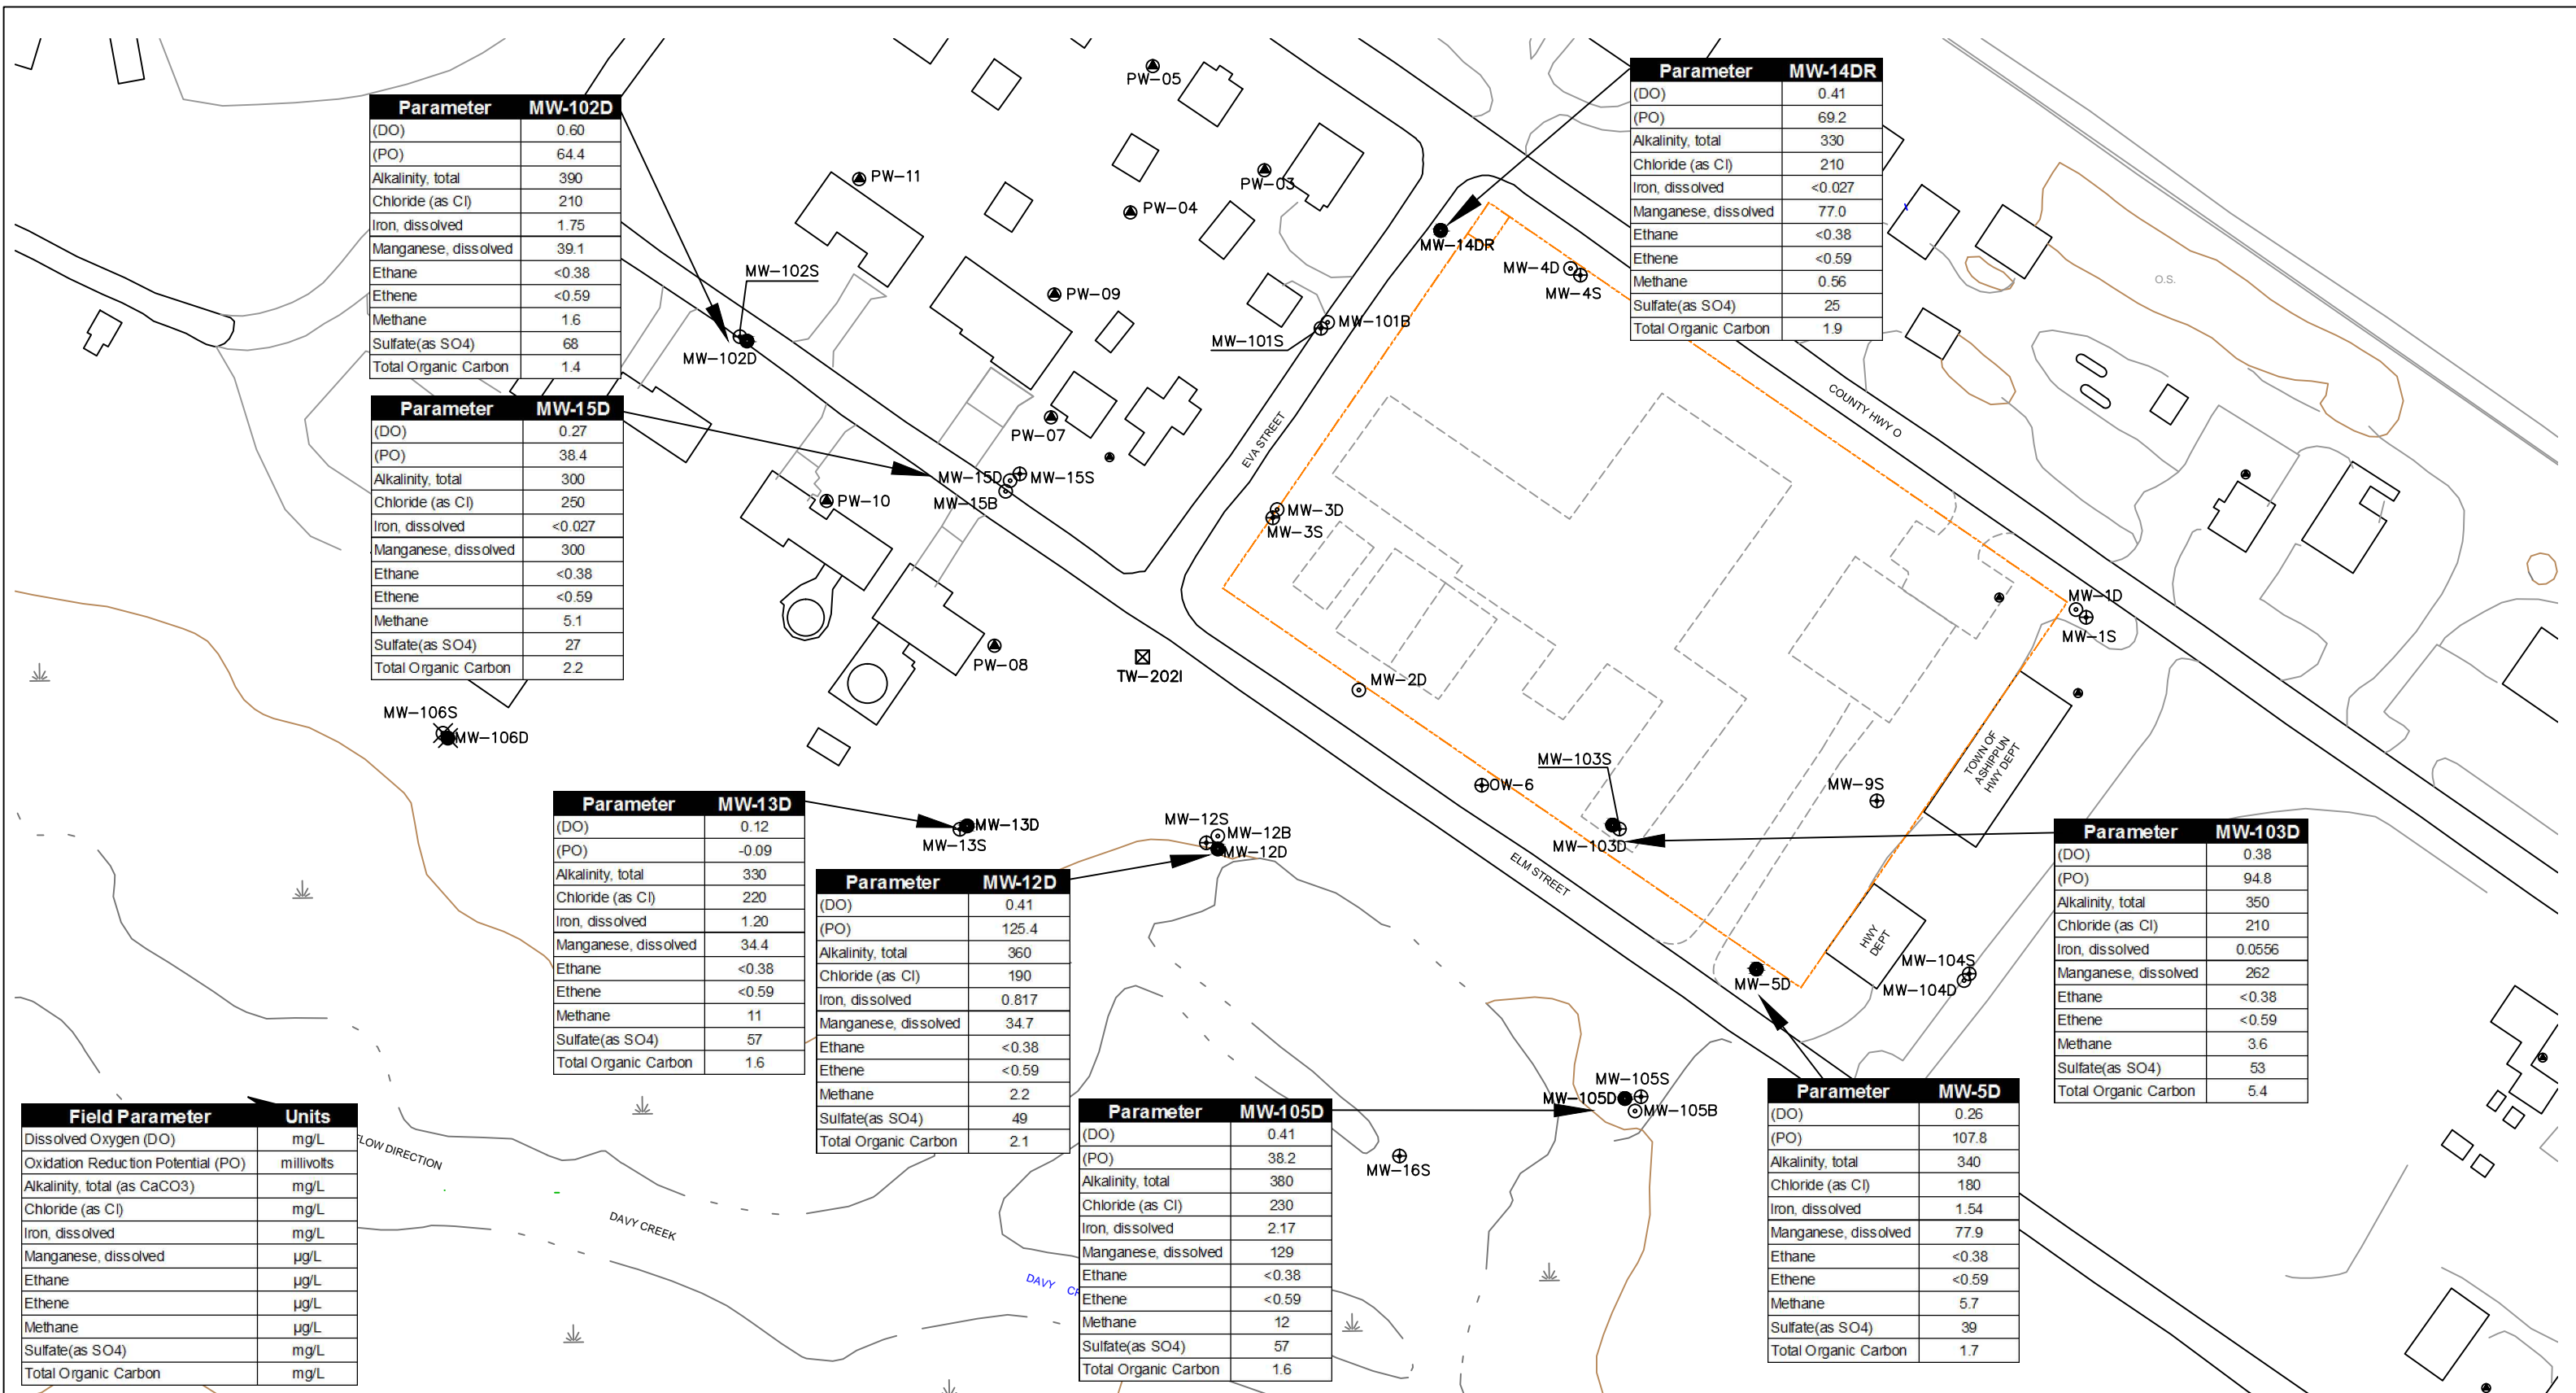 PW-05
Parameter MW-14DR
(DO) 0.41
(PO) 69.2
Alkalinity, total 330
Chloride (as Cl) 210
Iron, dissolved <0.027
Manganese, dissolved 77.0
Ethane <0.38
Ethene <0.59
Methane 0.56
Sulfate(as SO4) 25
Total Organic Carbon 1.9
Parameter MW-102D
(DO) 0.60
(PO) 64.4
Alkalinity, total 390
Chloride (as Cl) 210
Iron, dissolved 1.75
Manganese, dissolved 39.1
Ethane <0.38
Ethene <0.59
Methane 1.6
Sulfate(as SO4) 68
Total Organic Carbon 1.4
PW-11
PW-03
PW-04
MW-14DR
MW-4D
MW-4S
MW-102S
PW-09
MW-101B
MW-101S
MW-102D
O.S.
X
COUNTY HWY O
EVA STREET
Parameter MW-15D
(DO) 0.27
(PO) 38.4
Alkalinity, total 300
Chloride (as Cl) 250
Iron, dissolved <0.027
Manganese, dissolved 300
Ethane <0.38
Ethene <0.59
Methane 5.1
Sulfate(as SO4) 27
Total Organic Carbon 2.2
PW-07
MW-15D
MW-15S
MW-15B
PW-10
MW-3D
MW-3S
MW-1D
MW-1S
PW-08
TW-202I
MW-2D
MW-106S
MW-106D
TOWN OF
ASHIPPUN
HWY DEPT
MW-103S
OW-6
MW-9S
MW-103D
Parameter MW-13D
(DO) 0.12
(PO) -0.09
Alkalinity, total 330
Chloride (as Cl) 220
Iron, dissolved 1.20
Manganese, dissolved 34.4
Ethane <0.38
Ethene <0.59
Methane 11
Sulfate(as SO4) 57
Total Organic Carbon 1.6
MW-13D
MW-13S
MW-12S
MW-12B
MW-12D
ELM STREET
Parameter MW-12D
(DO) 0.41
(PO) 125.4
Alkalinity, total 360
Chloride (as Cl) 190
Iron, dissolved 0.817
Manganese, dissolved 34.7
Ethane <0.38
Ethene <0.59
Methane 2.2
Sulfate(as SO4) 49
Total Organic Carbon 2.1
Parameter MW-103D
(DO) 0.38
(PO) 94.8
Alkalinity, total 350
Chloride (as Cl) 210
Iron, dissolved 0.0556
Manganese, dissolved 262
Ethane <0.38
Ethene <0.59
Methane 3.6
Sulfate(as SO4) 53
Total Organic Carbon 5.4
HWY
DEPT
MW-104S
MW-104D
MW-5D
MW-105S
MW-105D
MW-105B
MW-16S
Parameter MW-105D
(DO) 0.41
(PO) 38.2
Alkalinity, total 380
Chloride (as Cl) 230
Iron, dissolved 2.17
Manganese, dissolved 129
Ethane <0.38
Ethene <0.59
Methane 12
Sulfate(as SO4) 57
Total Organic Carbon 1.6
Parameter MW-5D
(DO) 0.26
(PO) 107.8
Alkalinity, total 340
Chloride (as Cl) 180
Iron, dissolved 1.54
Manganese, dissolved 77.9
Ethane <0.38
Ethene <0.59
Methane 5.7
Sulfate(as SO4) 39
Total Organic Carbon 1.7
Field Parameter Units
Dissolved Oxygen (DO) mg/L
Oxidation Reduction Potential (PO) millivolts
Alkalinity, total (as CaCO3) mg/L
Chloride (as Cl) mg/L
Iron, dissolved mg/L
Manganese, dissolved µg/L
Ethane µg/L
Ethene µg/L
Methane µg/L
Sulfate(as SO4) mg/L
Total Organic Carbon mg/L
DIRECTION
DAVY CREEK
DAVY